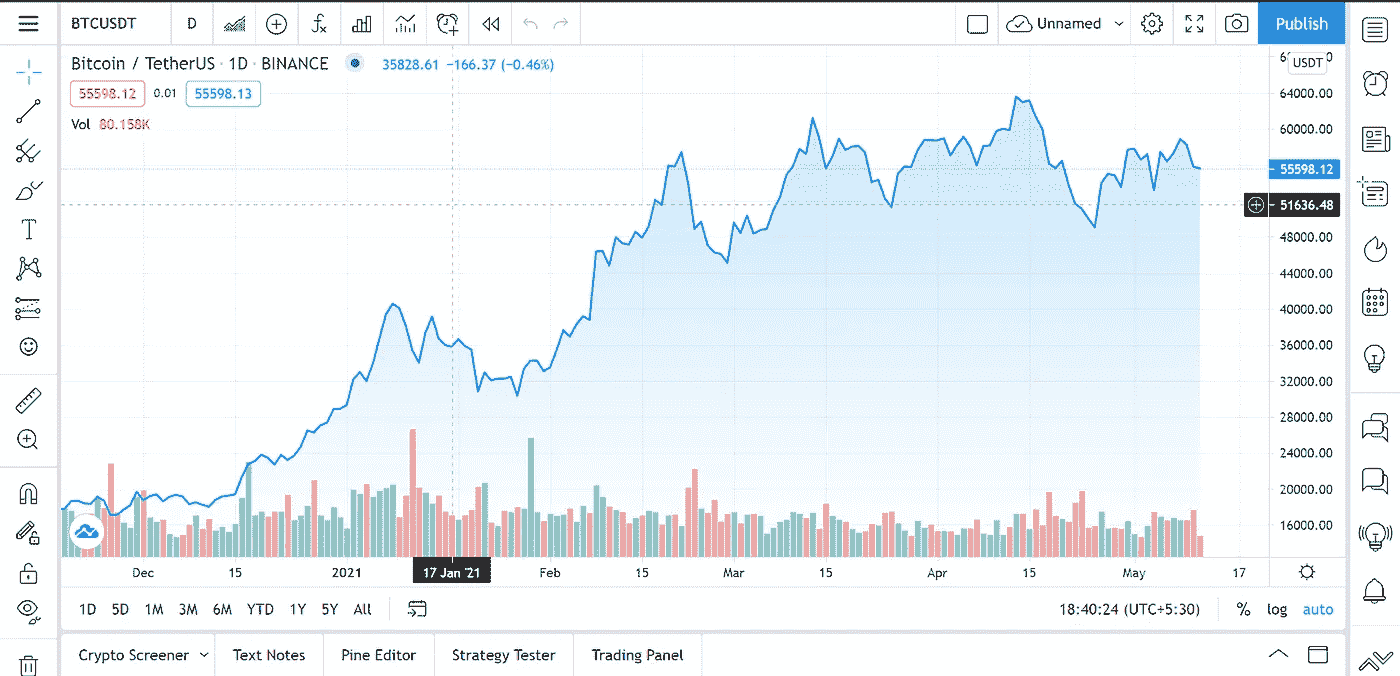 BTCUSDT D Unnamed Publish
Bitcoin / TetherUS · 1D · BINANCE 35828.61 −166.37 (−0.46%)
USDT
55598.12 0.01 55598.13
Vol 80.158K
64000.00
60000.00
55598.12
51636.48
48000.00
44000.00
40000.00
36000.00
32000.00
28000.00
24000.00
20000.00
16000.00
Dec 15 2021 17 Jan '21 Feb 15 Mar 15 Apr 15 May 17
1D 5D 1M 3M 6M YTD 1Y 5Y All 18:40:24 (UTC+5:30) % log auto
Crypto Screener Text Notes Pine Editor Strategy Tester Trading Panel